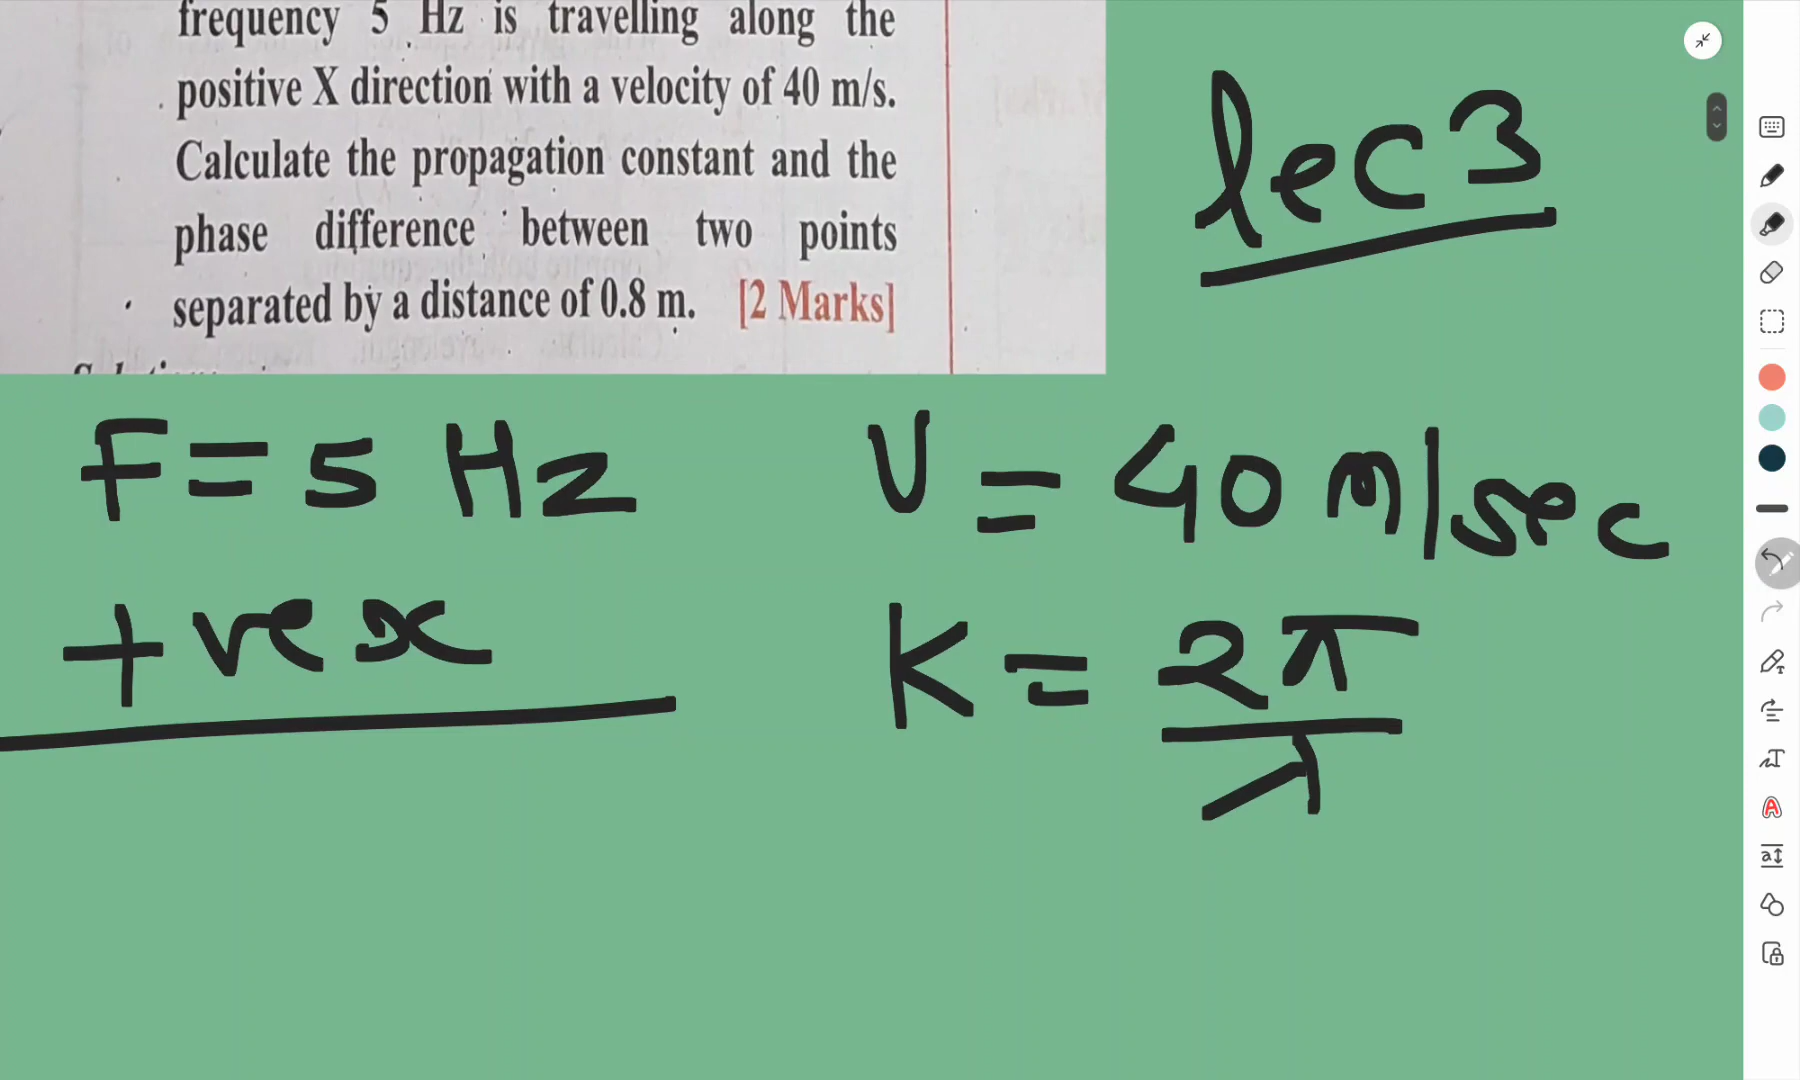 frequency 5 Hz is travelling along the
positive X direction with a velocity of 40 m/s.
Calculate the propagation constant and the
phase difference between two points
separated by a distance of 0.8 m. [2 Marks]
lec 3
F = 5 Hz
V = 40 m/sec
+ve x
K = 2π
λ